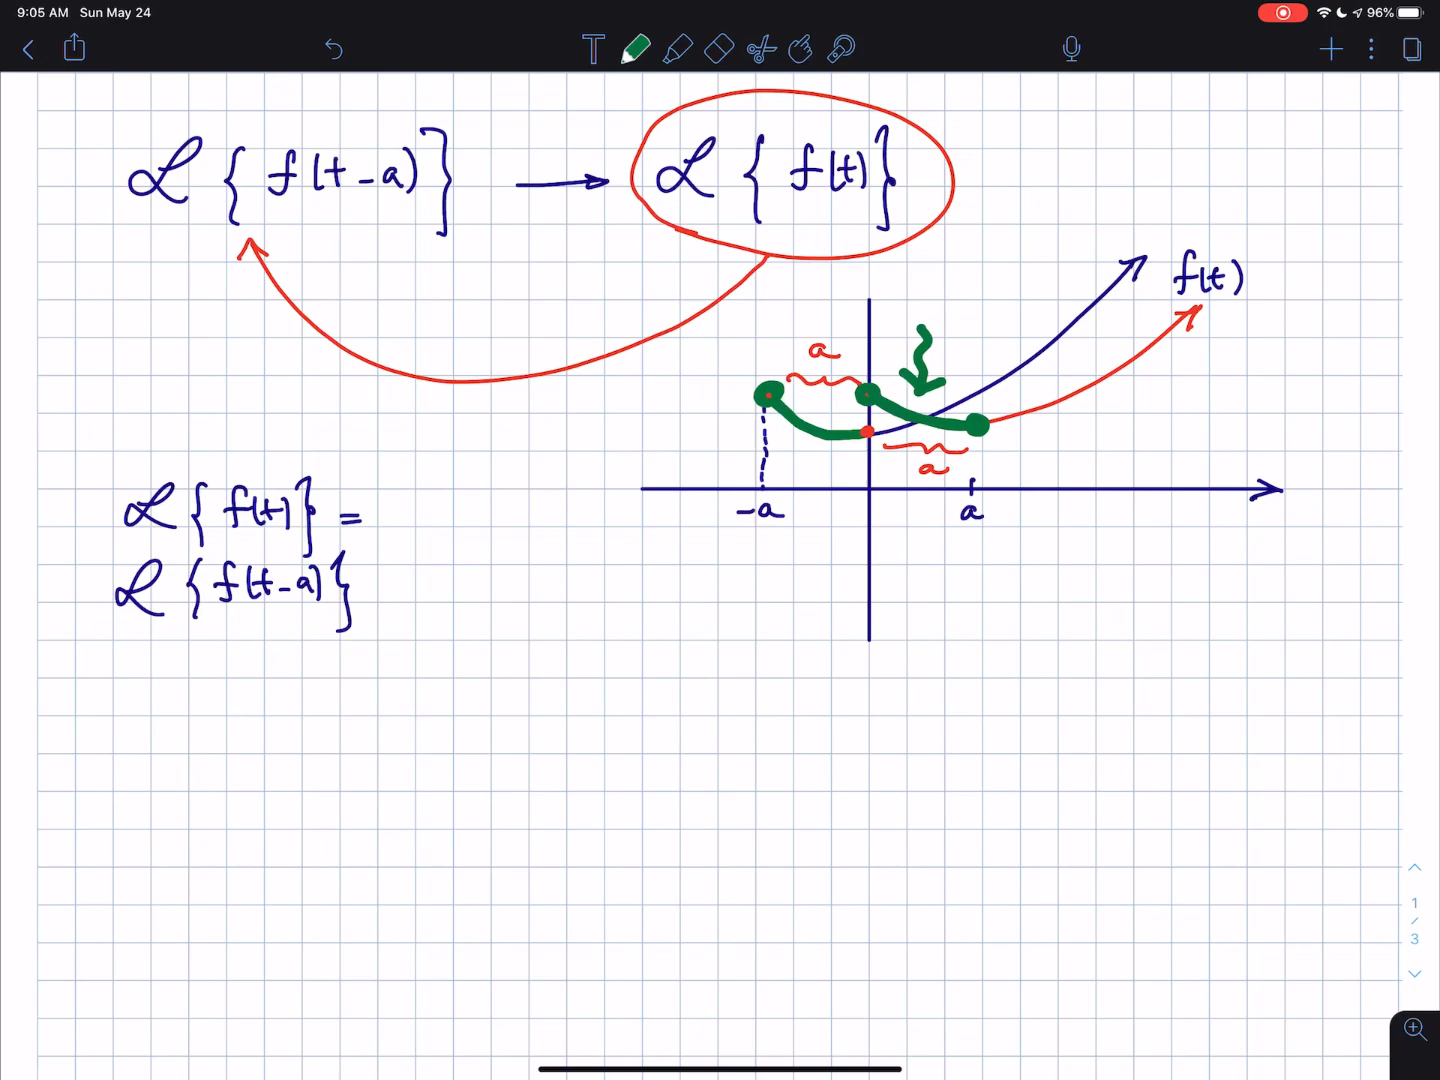 9:05 AM Sun May 24
96%
T
ℒ { f(t-a) } → ℒ { f(t) }
f(t)
a
a
-a a
ℒ { f(t) } =
ℒ { f(t-a) }
1
/
3